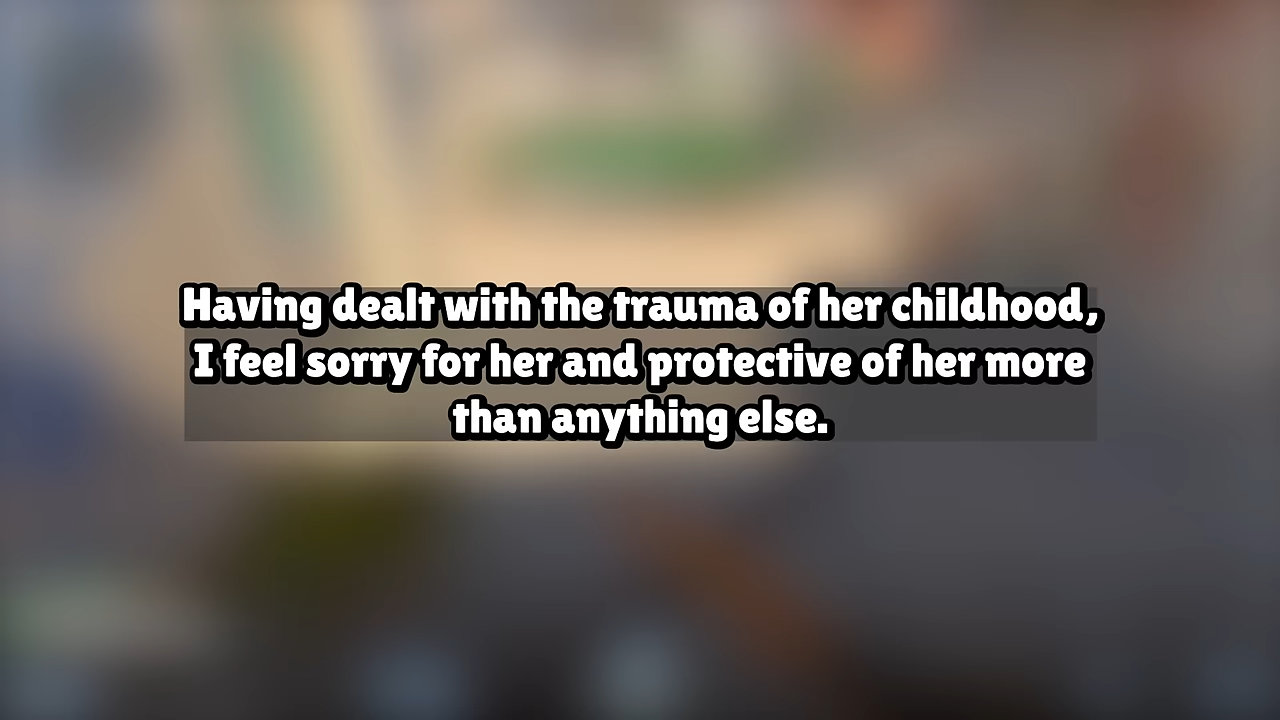 Having dealt with the trauma of her childhood,
I feel sorry for her and protective of her more
than anything else.